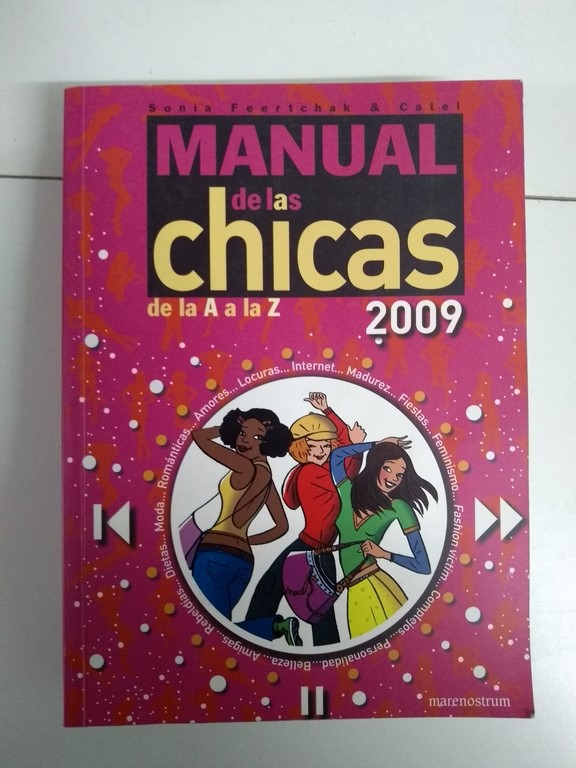 Sonia Feertchak & Catel
MANUAL
de las
chicas
de la A a la Z
2009
Dietas... Moda... Románticas... Amores... Locuras... Internet... Madurez... Fiestas... Feminismo... Fashion victim... Complejos... Personalidad... Belleza... Amigas... Rebeldías...
marenostrum